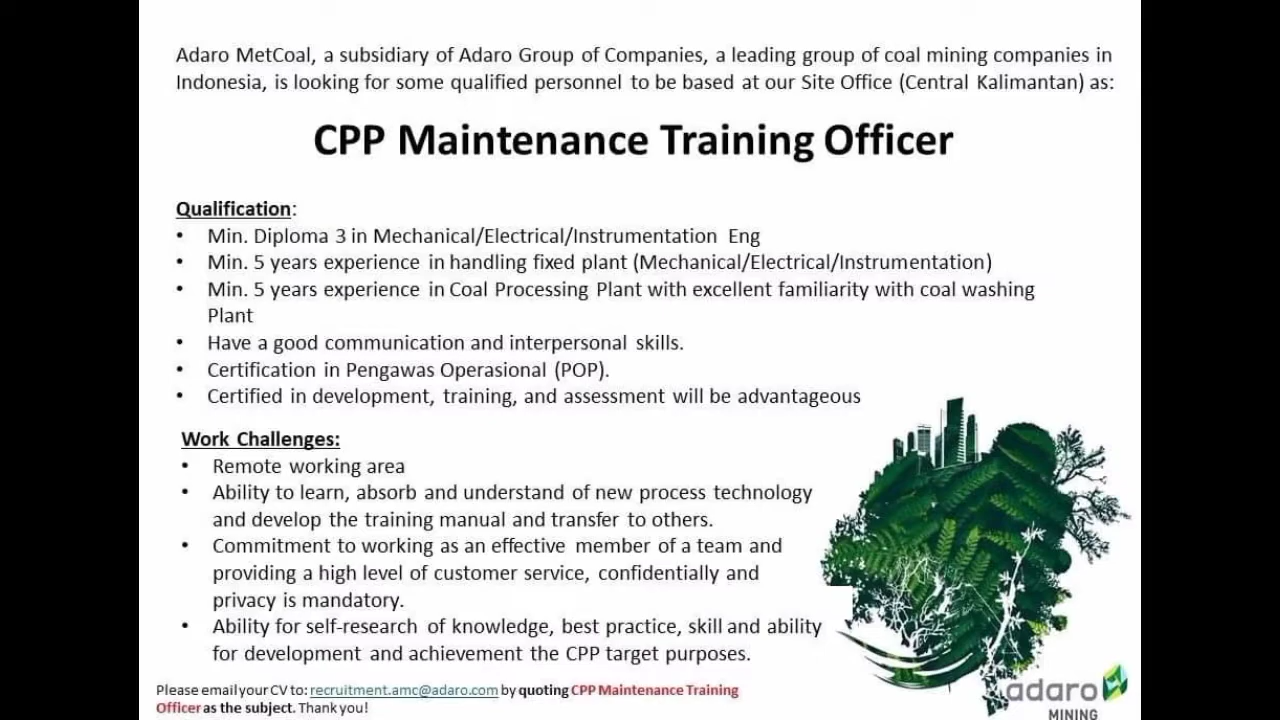 Adaro MetCoal, a subsidiary of Adaro Group of Companies, a leading group of coal mining companies in
Indonesia, is looking for some qualified personnel to be based at our Site Office (Central Kalimantan) as:
CPP Maintenance Training Officer
Qualification:
• Min. Diploma 3 in Mechanical/Electrical/Instrumentation Eng
• Min. 5 years experience in handling fixed plant (Mechanical/Electrical/Instrumentation)
• Min. 5 years experience in Coal Processing Plant with excellent familiarity with coal washing
Plant
• Have a good communication and interpersonal skills.
• Certification in Pengawas Operasional (POP).
• Certified in development, training, and assessment will be advantageous
Work Challenges:
• Remote working area
• Ability to learn, absorb and understand of new process technology
and develop the training manual and transfer to others.
• Commitment to working as an effective member of a team and
providing a high level of customer service, confidentially and
privacy is mandatory.
• Ability for self-research of knowledge, best practice, skill and ability
for development and achievement the CPP target purposes.
Please email your CV to: recruitment.amc@adaro.com by quoting CPP Maintenance Training
Officer as the subject. Thank you!
adaro
MINING